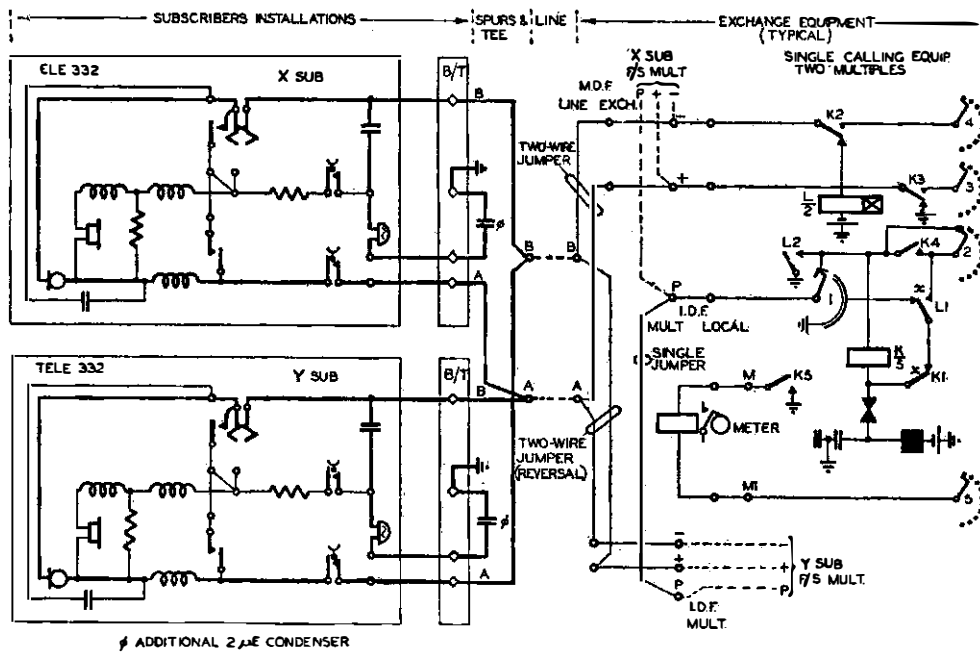 SUBSCRIBERS INSTALLATIONS
SPURS & TEE
LINE
EXCHANGE EQUIPMENT
(TYPICAL)
ELE 332
X SUB
B/T
B
A
X SUB
F/S MULT
P + -
M.D.F.
LINE EXCH.
SINGLE CALLING EQUIP.
TWO MULTIPLES
TWO-WIRE
JUMPER
-
+
K2
4
L
2
K3
3
L2
K4
2
B
B
P
I.D.F.
MULT LOCAL
1
x
L1
SINGLE
JUMPER
K
5
x
K1
TELE 332
Y SUB
B/T
B
A
A
A
M
K5
METER
TWO-WIRE
JUMPER
(REVERSAL)
M1
5
φ
φ
-
+
P
-
+
P
Y SUB
F/S MULT.
I.D.F.
MULT.
φ ADDITIONAL 2 µF CONDENSER